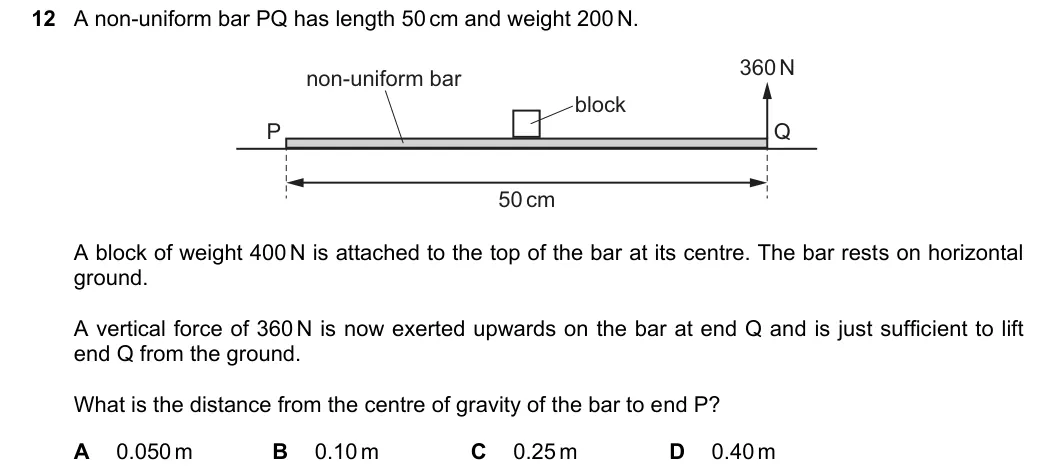 12 A non-uniform bar PQ has length 50 cm and weight 200 N.
360 N
non-uniform bar
block
P
Q
50 cm
A block of weight 400 N is attached to the top of the bar at its centre. The bar rests on horizontal
ground.
A vertical force of 360 N is now exerted upwards on the bar at end Q and is just sufficient to lift
end Q from the ground.
What is the distance from the centre of gravity of the bar to end P?
A 0.050 m B 0.10 m C 0.25 m D 0.40 m